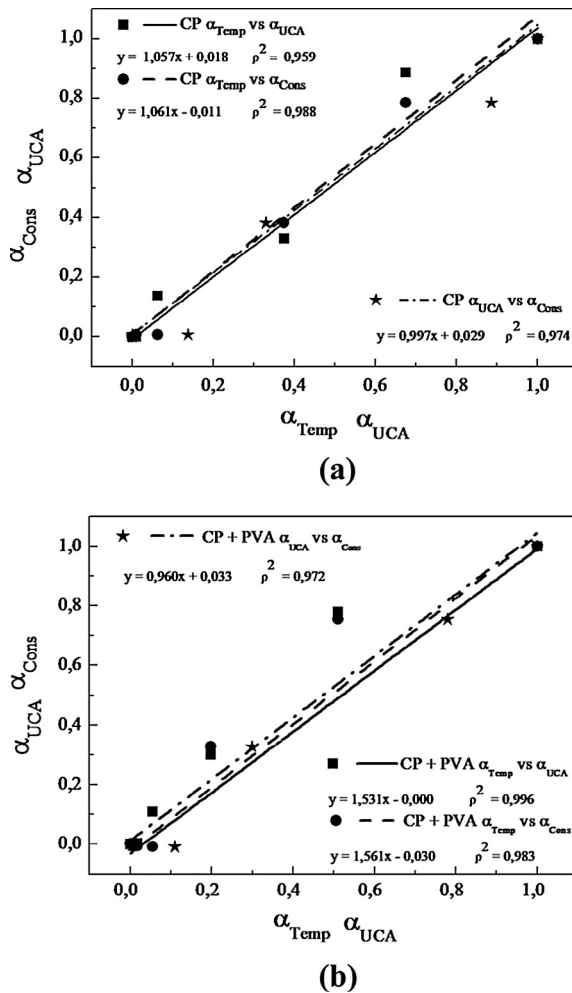 CP α_Temp vs α_UCA
y = 1,057x + 0,018 ρ² = 0,959
CP α_Temp vs α_Cons
y = 1,061x - 0,011 ρ² = 0,988
CP α_UCA vs α_Cons
y = 0,997x + 0,029 ρ² = 0,974
1,0
0,8
0,6
0,4
0,2
0,0
α_Cons α_UCA
0,0 0,2 0,4 0,6 0,8 1,0
α_Temp α_UCA
(a)
CP + PVA α_UCA vs α_Cons
y = 0,960x + 0,033 ρ² = 0,972
CP + PVA α_Temp vs α_UCA
y = 1,531x - 0,000 ρ² = 0,996
CP + PVA α_Temp vs α_Cons
y = 1,561x - 0,030 ρ² = 0,983
1,0
0,8
0,6
0,4
0,2
0,0
α_UCA α_Cons
0,0 0,2 0,4 0,6 0,8 1,0
α_Temp α_UCA
(b)